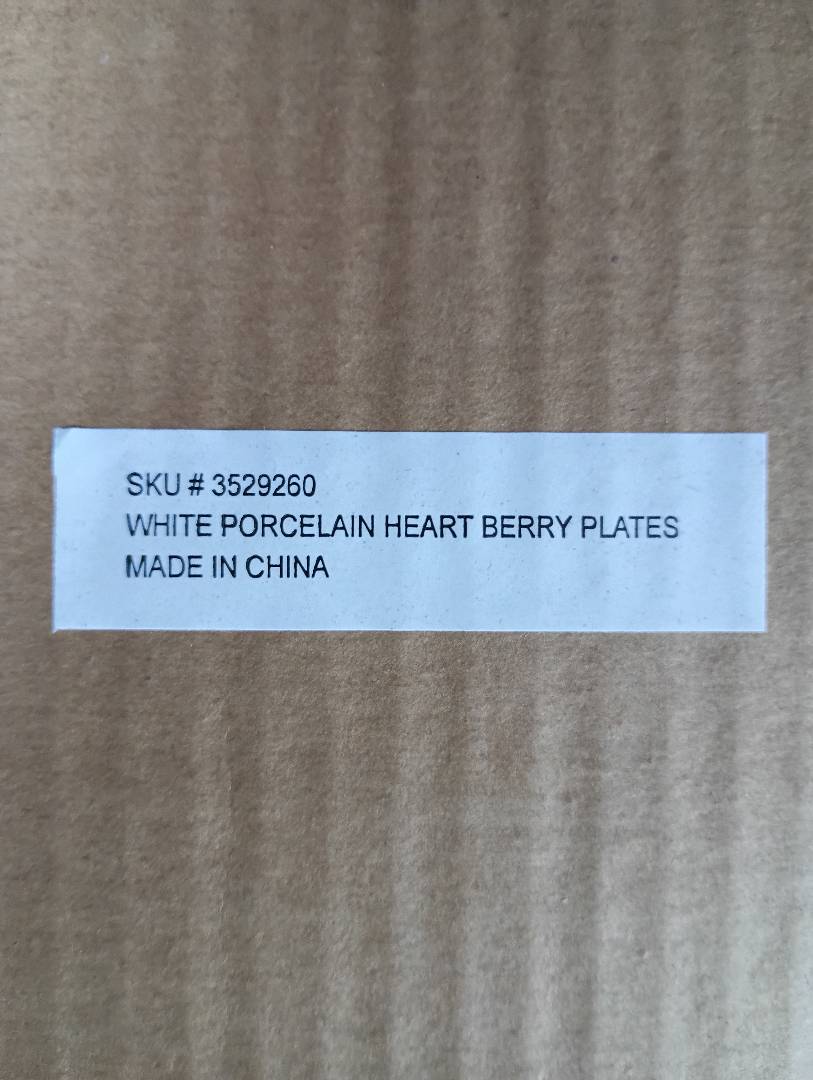 SKU # 3529260
WHITE PORCELAIN HEART BERRY PLATES
MADE IN CHINA